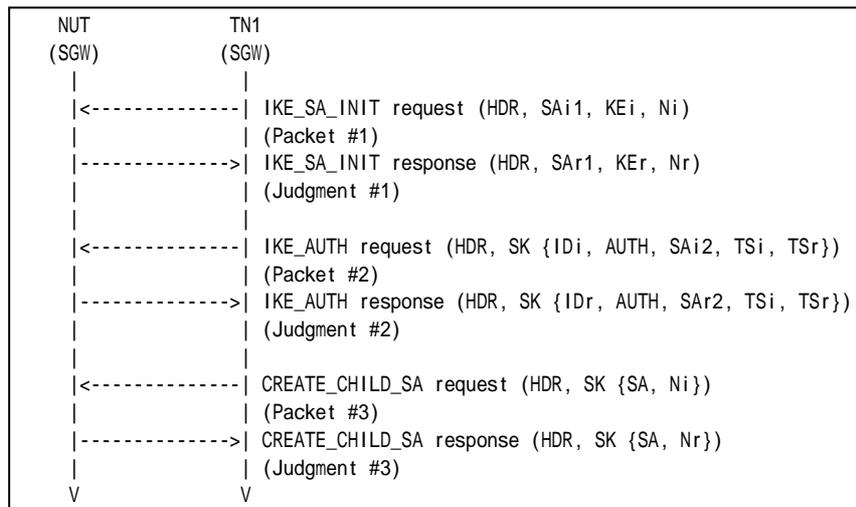 NUT TN1
(SGW) (SGW)
| |
|<--------------| IKE_SA_INIT request (HDR, SAi1, KEi, Ni)
| | (Packet #1)
|-------------->| IKE_SA_INIT response (HDR, SAr1, KEr, Nr)
| | (Judgment #1)
| |
|<--------------| IKE_AUTH request (HDR, SK {IDi, AUTH, SAi2, TSi, TSr})
| | (Packet #2)
|-------------->| IKE_AUTH response (HDR, SK {IDr, AUTH, SAr2, TSi, TSr})
| | (Judgment #2)
| |
|<--------------| CREATE_CHILD_SA request (HDR, SK {SA, Ni})
| | (Packet #3)
|-------------->| CREATE_CHILD_SA response (HDR, SK {SA, Nr})
| | (Judgment #3)
V V